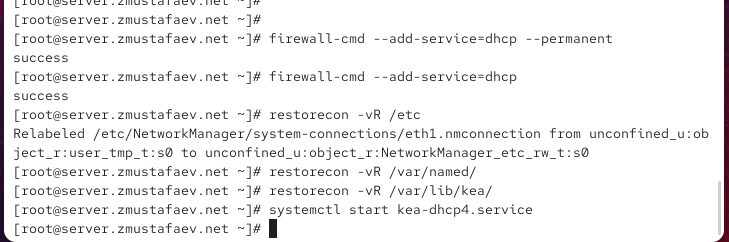 [root@server.zmustafaev.net ~]#
[root@server.zmustafaev.net ~]#
[root@server.zmustafaev.net ~]# firewall-cmd --add-service=dhcp --permanent
success
[root@server.zmustafaev.net ~]# firewall-cmd --add-service=dhcp
success
[root@server.zmustafaev.net ~]# restorecon -vR /etc
Relabeled /etc/NetworkManager/system-connections/eth1.nmconnection from unconfined_u:ob
ject_r:user_tmp_t:s0 to unconfined_u:object_r:NetworkManager_etc_rw_t:s0
[root@server.zmustafaev.net ~]# restorecon -vR /var/named/
[root@server.zmustafaev.net ~]# restorecon -vR /var/lib/kea/
[root@server.zmustafaev.net ~]# systemctl start kea-dhcp4.service
[root@server.zmustafaev.net ~]#